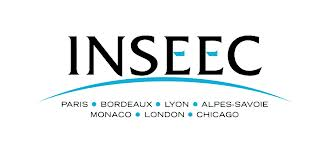 INSEEC
PARIS • BORDEAUX • LYON • ALPES-SAVOIE
MONACO • LONDON • CHICAGO